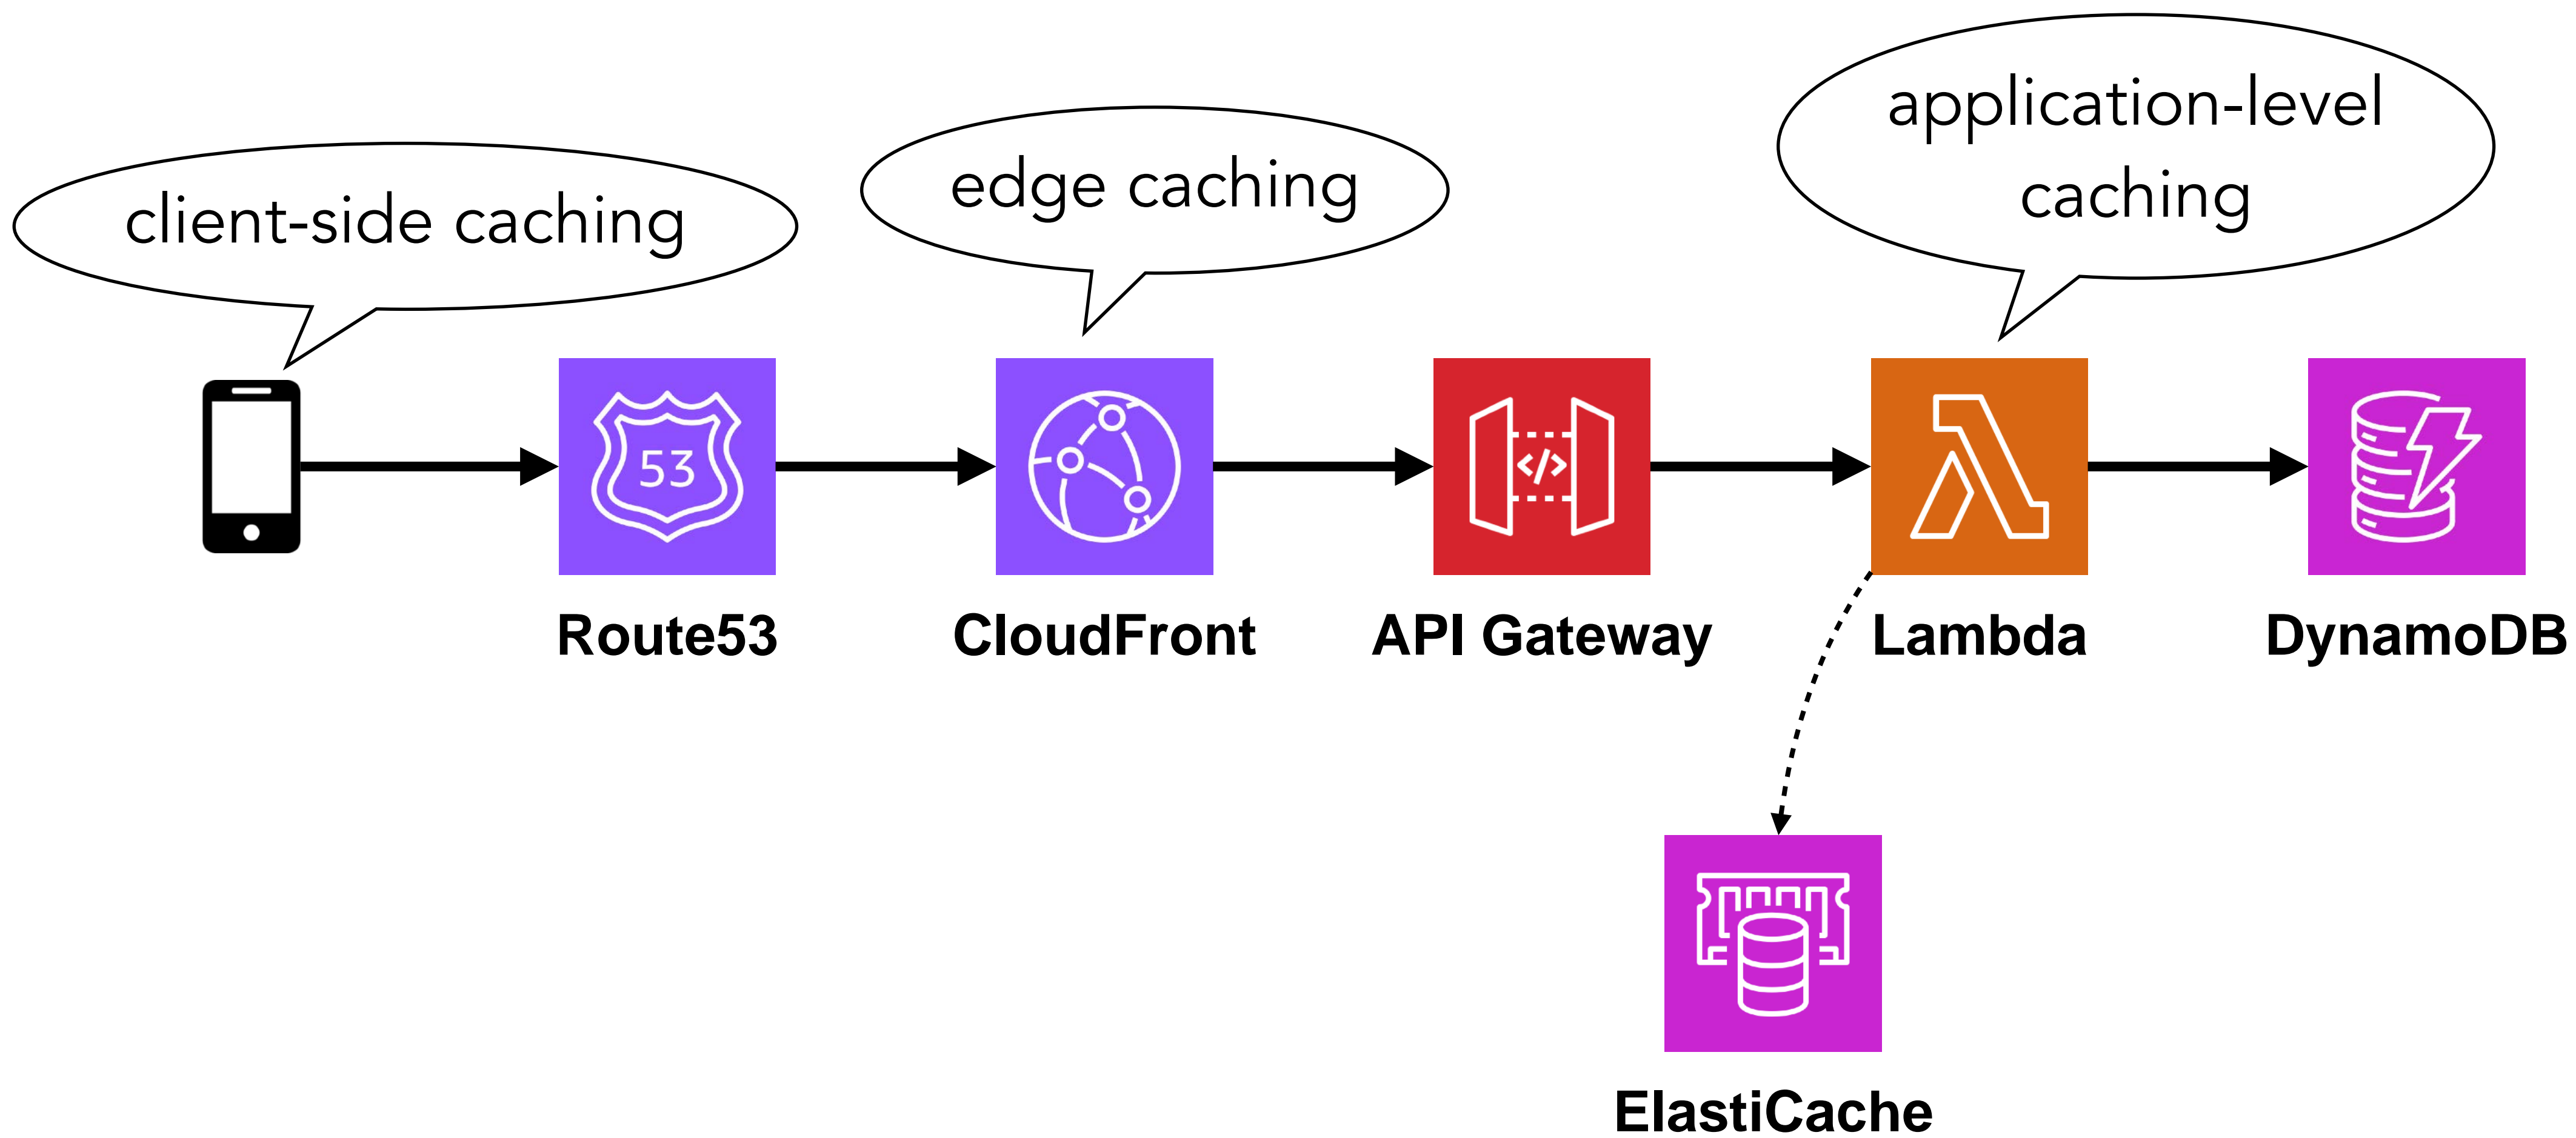 client-side caching
edge caching
application-level
caching
53
</>
Route53
CloudFront
API Gateway
Lambda
DynamoDB
ElastiCache